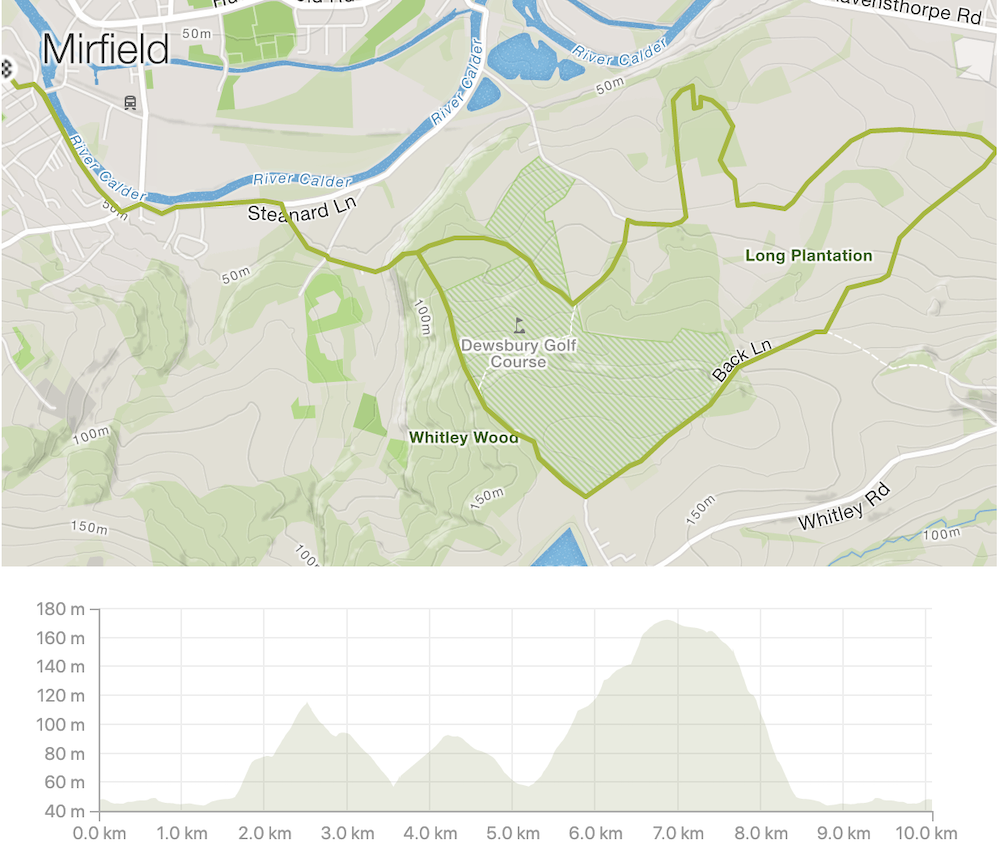 50m
Mirfield
River Calder
50m
River Calder
River Calder
River Calder
50m
Steanard Ln
Long Plantation
50m
100m
Dewsbury Golf
Course
Back Ln
Whitley Wood
100m
150m
150m
Whitley Rd
150m
100m
100m
180 m
160 m
140 m
120 m
100 m
80 m
60 m
40 m
0.0 km
1.0 km
2.0 km
3.0 km
4.0 km
5.0 km
6.0 km
7.0 km
8.0 km
9.0 km
10.0 km